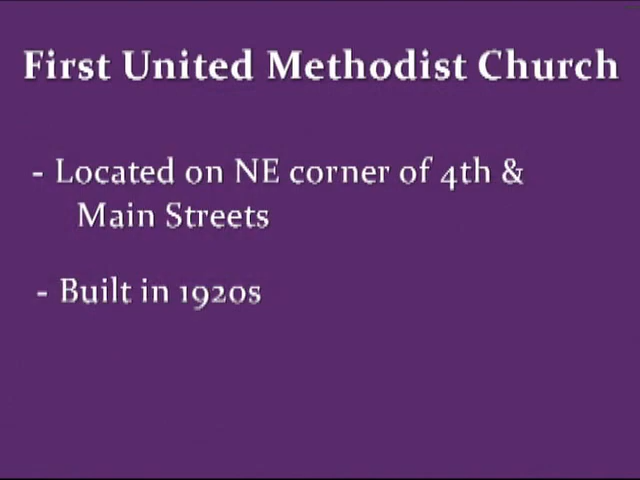 First United Methodist Church
- Located on NE corner of 4th &
Main Streets
- Built in 1920s